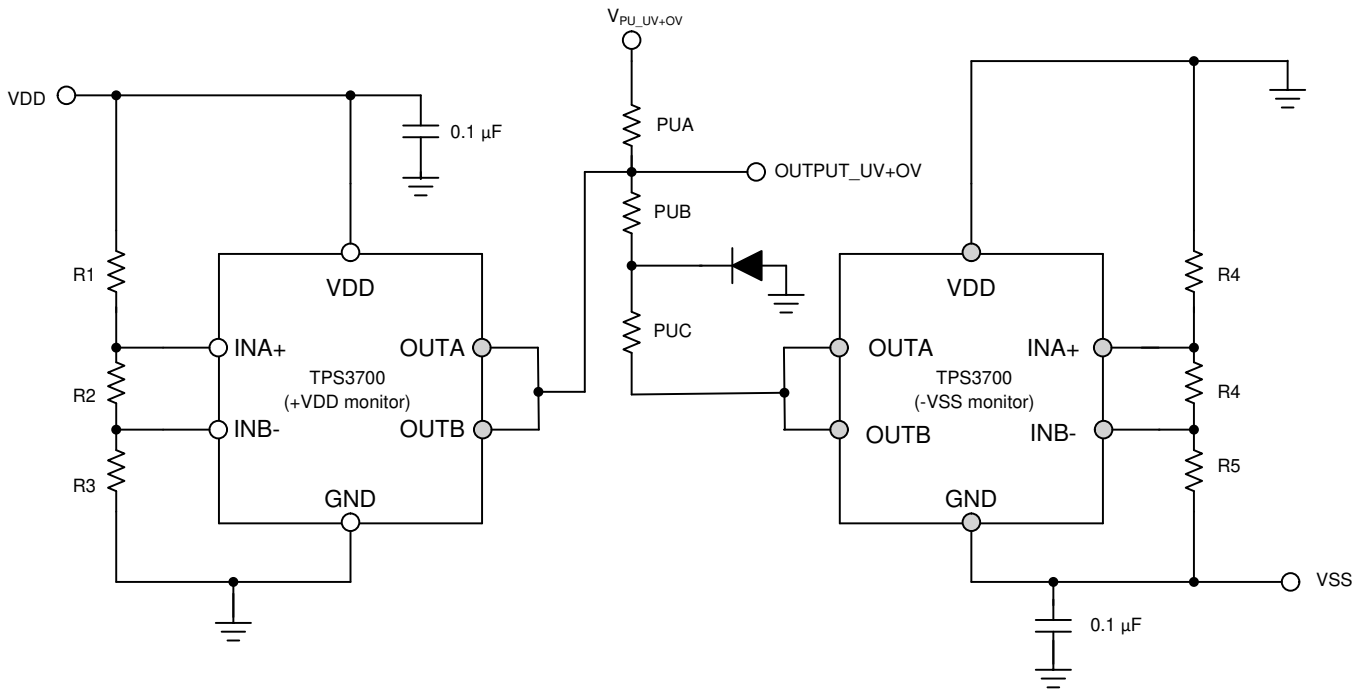 V_PU_UV+OV
VDD
0.1 µF
PUA
OUTPUT_UV+OV
PUB
PUC
R1
R2
R3
VDD
INA+
OUTA
TPS3700
(+VDD monitor)
INB-
OUTB
GND
VDD
OUTA
INA+
TPS3700
(-VSS monitor)
OUTB
INB-
GND
R4
R4
R5
VSS
0.1 µF